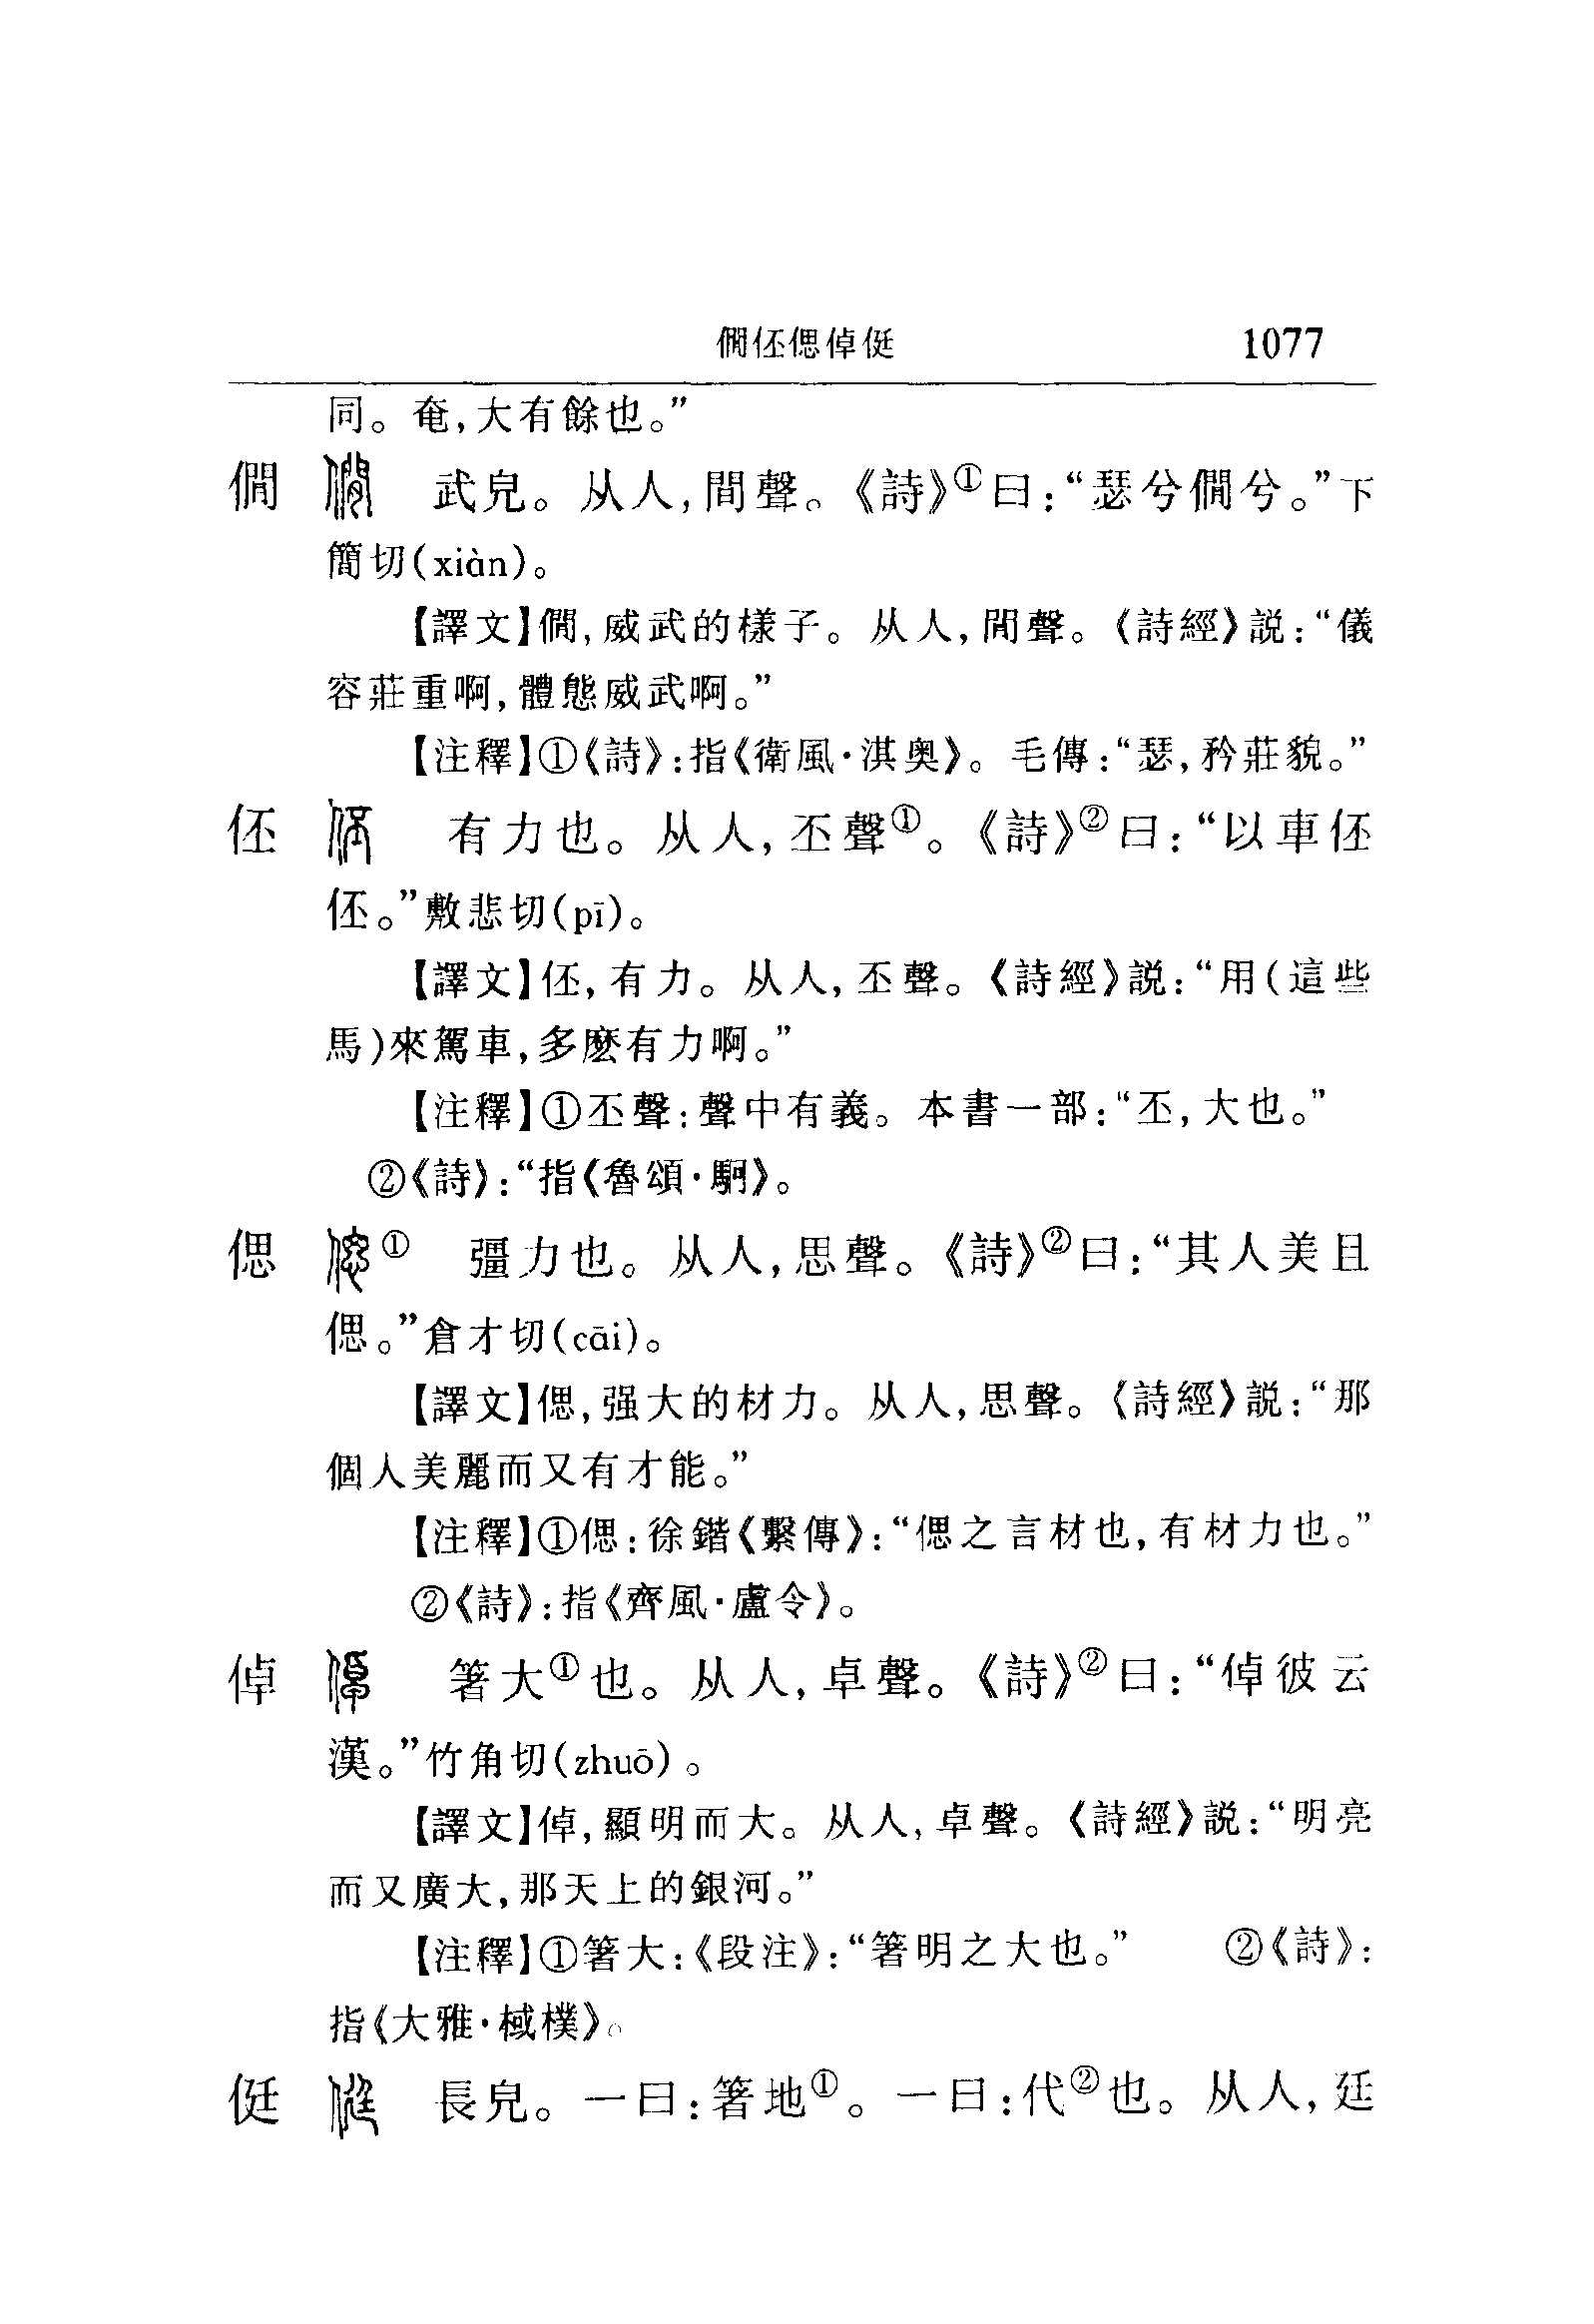 僩伾偲倬侹 1077
同。奄,大有餘也。”
僩 武皃。从人,閒聲。《詩》①曰:“瑟兮僩兮。”下
簡切(xiàn)。
【譯文】僩,威武的樣子。从人,閒聲。《詩經》説:“儀
容莊重啊,體態威武啊。”
【注釋】①《詩》:指《衛風·淇奥》。毛傳:“瑟,矜莊貌。”
伾 有力也。从人,丕聲①。《詩》②曰:“以車伾
伾。”敷悲切(pī)。
【譯文】伾,有力。从人,丕聲。《詩經》説:“用(這些
馬)來駕車,多麽有力啊。”
【注釋】①丕聲:聲中有義。本書一部:“丕,大也。”
②《詩》:“指《魯頌·駉》。
偲 ① 彊力也。从人,思聲。《詩》②曰:“其人美且
偲。”倉才切(cāi)。
【譯文】偲,强大的材力。从人,思聲。《詩經》説:“那
個人美麗而又有才能。”
【注釋】①偲:徐鍇《繫傳》:“偲之言材也,有材力也。”
②《詩》:指《齊風·盧令》。
倬 箸大①也。从人,卓聲。《詩》②曰:“倬彼云
漢。”竹角切(zhuō)。
【譯文】倬,顯明而大。从人,卓聲。《詩經》説:“明亮
而又廣大,那天上的銀河。”
【注釋】①箸大:《段注》:“箸明之大也。” ②《詩》:
指《大雅·棫樸》。
侹 長皃。一曰:箸地①。一曰:代②也。从人,廷